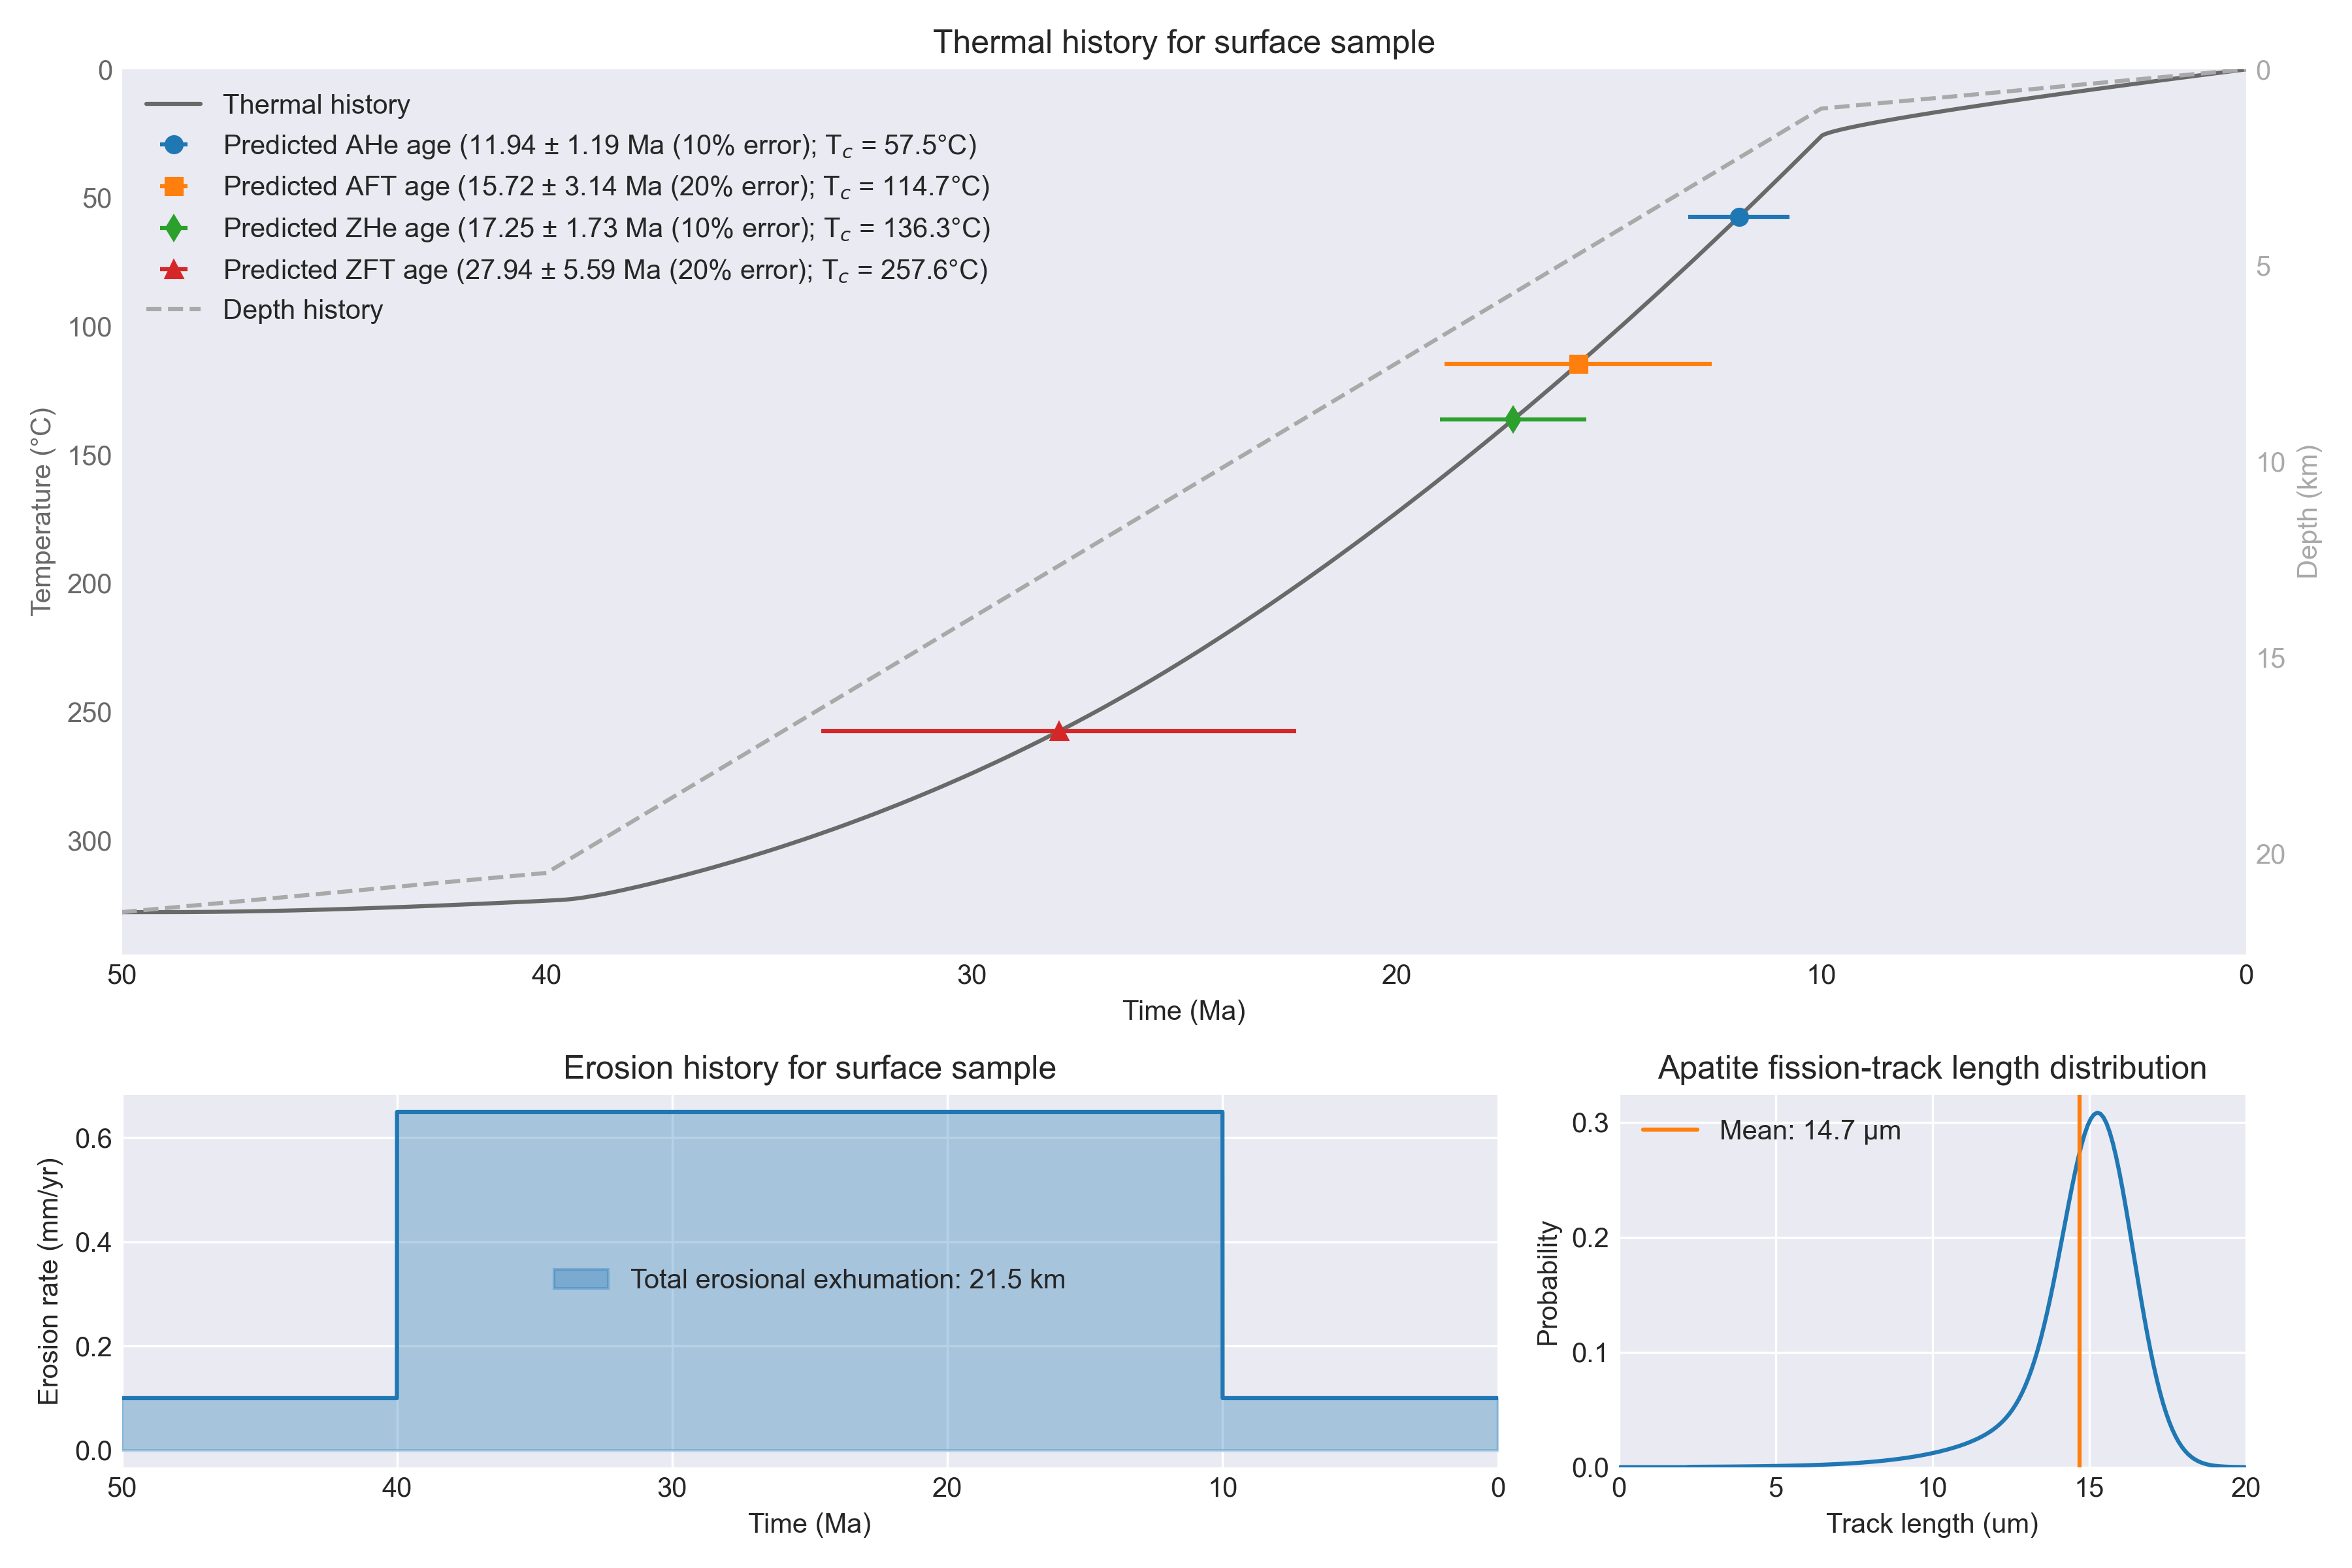 Thermal history for surface sample
Thermal history
Predicted AHe age (11.94 ± 1.19 Ma (10% error); Tc = 57.5°C)
Predicted AFT age (15.72 ± 3.14 Ma (20% error); Tc = 114.7°C)
Predicted ZHe age (17.25 ± 1.73 Ma (10% error); Tc = 136.3°C)
Predicted ZFT age (27.94 ± 5.59 Ma (20% error); Tc = 257.6°C)
Depth history
0
50
100
150
200
250
300
Temperature (°C)
0
5
10
15
20
Depth (km)
50 40 30 20 10 0
Time (Ma)
Erosion history for surface sample
Total erosional exhumation: 21.5 km
0.6
0.4
0.2
0.0
Erosion rate (mm/yr)
50 40 30 20 10 0
Time (Ma)
Apatite fission-track length distribution
Mean: 14.7 µm
0.3
0.2
0.1
0.0
Probability
0 5 10 15 20
Track length (um)